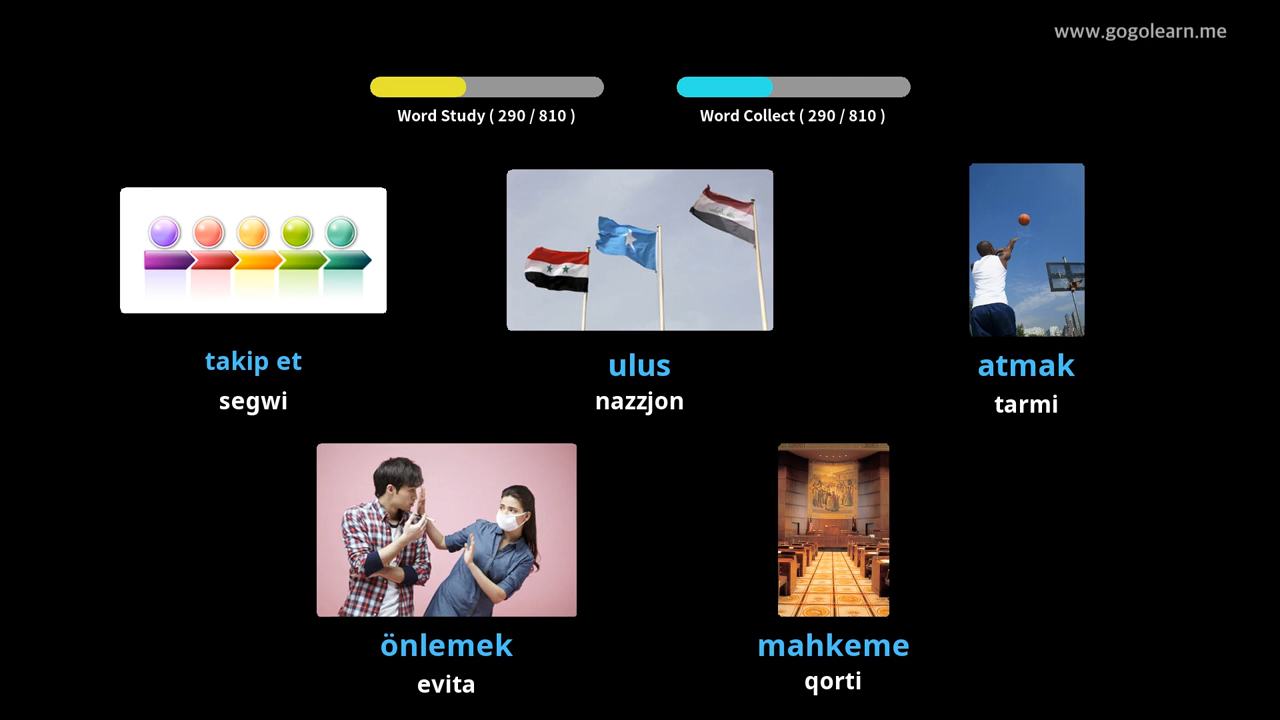 www.gogolearn.me
Word Study ( 290 / 810 )
Word Collect ( 290 / 810 )
takip et
segwi
ulus
nazzjon
atmak
tarmi
önlemek
evita
mahkeme
qorti